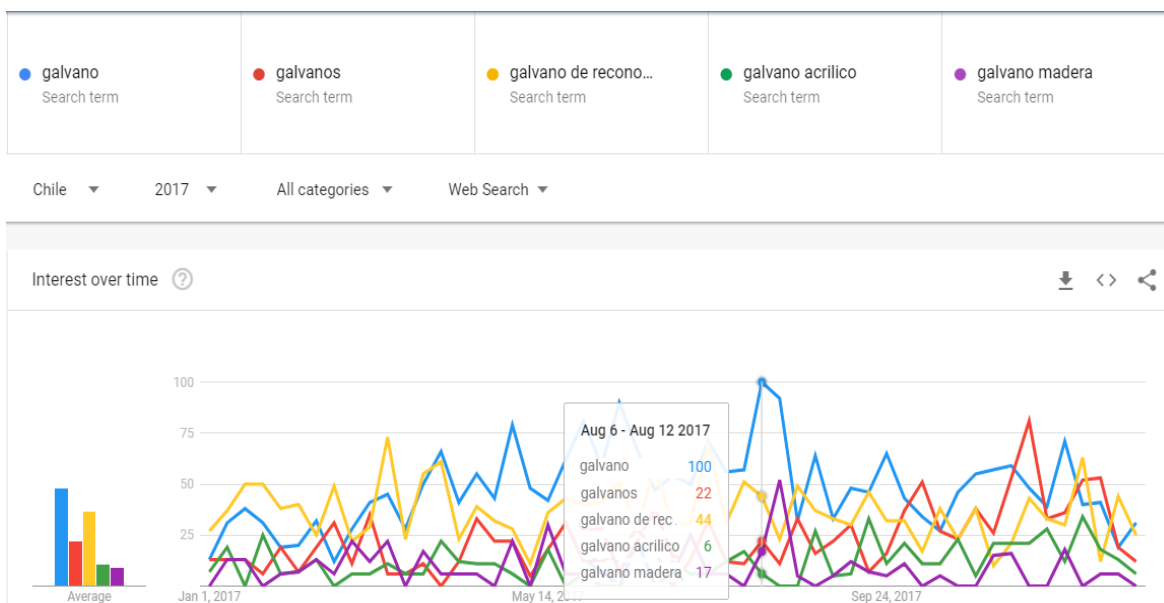 galvano
Search term
galvanos
Search term
galvano de recono...
Search term
galvano acrilico
Search term
galvano madera
Search term
Chile
2017
All categories
Web Search
Interest over time
100
75
50
25
Average
Jan 1, 2017
May 14, 2017
Sep 24, 2017
Aug 6 - Aug 12 2017
galvano 100
galvanos 22
galvano de rec. 44
galvano acrilico 6
galvano madera 17